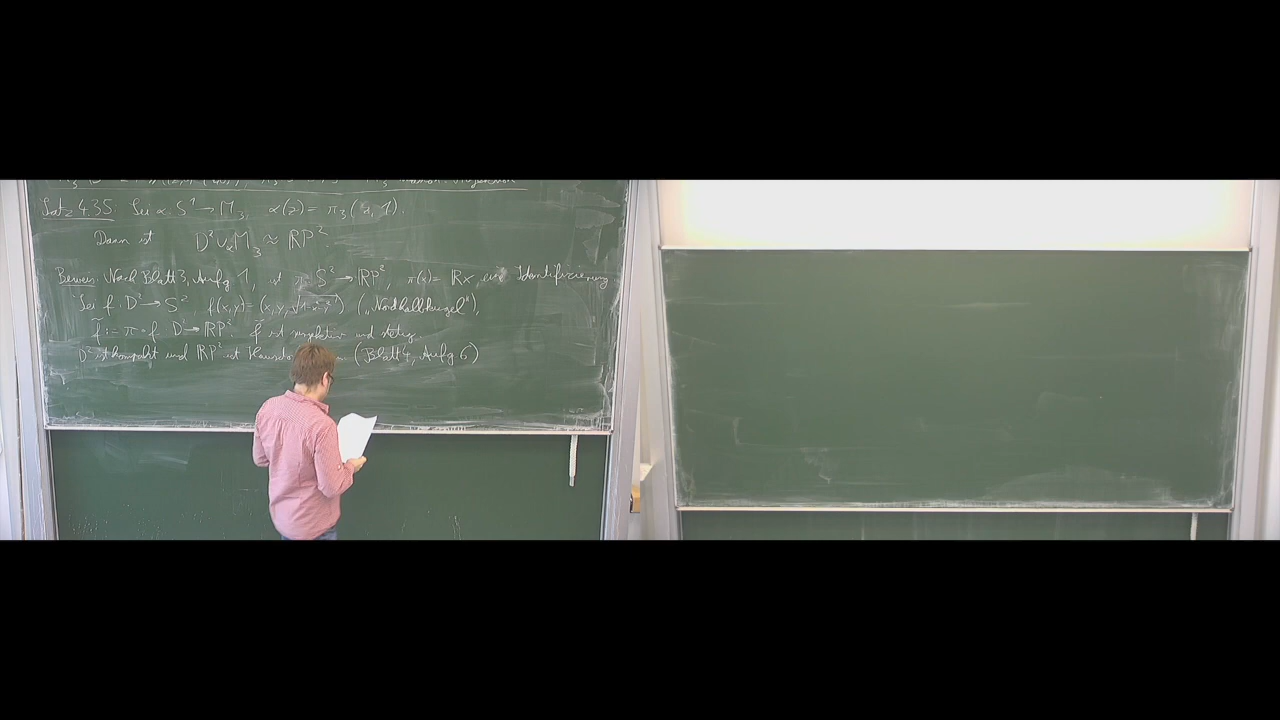 Satz 4.35 Sei α: S¹ → M₃, α(z) = π₃(z, 1).
Dann ist D² ∪_α M₃ ≈ ℝP².
Beweis: Nach Blatt 3, Aufg 1, ist π: S² → ℝP², π(x) = ℝx eine Identifizierung
Sei f: D² → S², f(x,y) = (x, y, √1-x²-y²) („Nordhalbkugel"),
f̃ := π∘f: D² → ℝP². f̃ ist surjektiv und stetig.
D² ist kompakt und ℝP² ist (Blatt 4, Aufg 6)